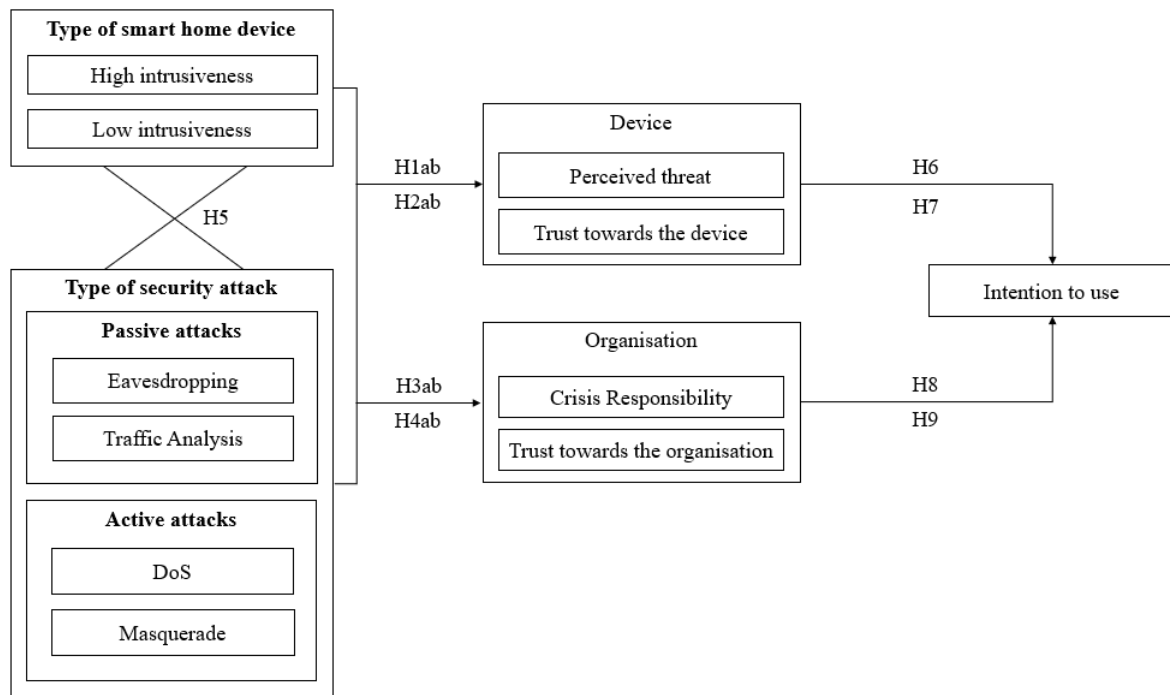 Type of smart home device
High intrusiveness
Low intrusiveness
H5
Type of security attack
Passive attacks
Eavesdropping
Traffic Analysis
Active attacks
DoS
Masquerade
H1ab
H2ab
H3ab
H4ab
Device
Perceived threat
Trust towards the device
Organisation
Crisis Responsibility
Trust towards the organisation
H6
H7
H8
H9
Intention to use